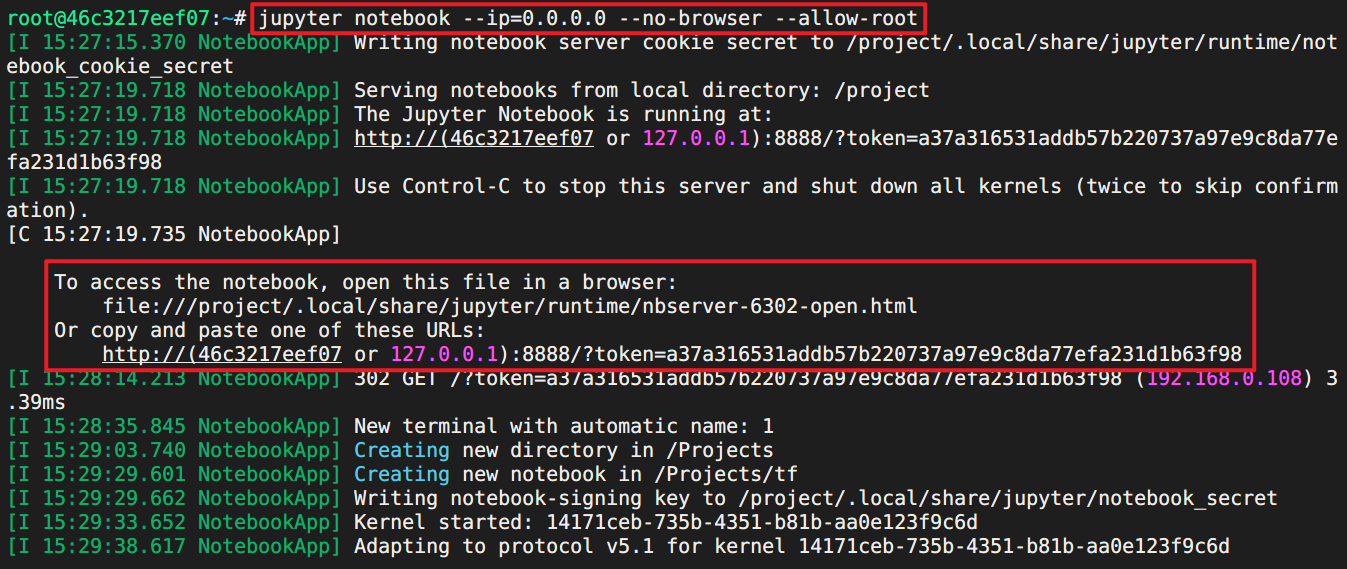 root@46c3217eef07:~# jupyter notebook --ip=0.0.0.0 --no-browser --allow-root
[I 15:27:15.370 NotebookApp] Writing notebook server cookie secret to /project/.local/share/jupyter/runtime/not
ebook_cookie_secret
[I 15:27:19.718 NotebookApp] Serving notebooks from local directory: /project
[I 15:27:19.718 NotebookApp] The Jupyter Notebook is running at:
[I 15:27:19.718 NotebookApp] http://(46c3217eef07 or 127.0.0.1):8888/?token=a37a316531addb57b220737a97e9c8da77e
fa231d1b63f98
[I 15:27:19.718 NotebookApp] Use Control-C to stop this server and shut down all kernels (twice to skip confirm
ation).
[C 15:27:19.735 NotebookApp]
To access the notebook, open this file in a browser:
file:///project/.local/share/jupyter/runtime/nbserver-6302-open.html
Or copy and paste one of these URLs:
http://(46c3217eef07 or 127.0.0.1):8888/?token=a37a316531addb57b220737a97e9c8da77efa231d1b63f98
[I 15:28:14.213 NotebookApp] 302 GET /?token=a37a316531addb57b220737a97e9c8da77efa231d1b63f98 (192.168.0.108) 3
.39ms
[I 15:28:35.845 NotebookApp] New terminal with automatic name: 1
[I 15:29:03.740 NotebookApp] Creating new directory in /Projects
[I 15:29:29.601 NotebookApp] Creating new notebook in /Projects/tf
[I 15:29:29.662 NotebookApp] Writing notebook-signing key to /project/.local/share/jupyter/notebook_secret
[I 15:29:33.652 NotebookApp] Kernel started: 14171ceb-735b-4351-b81b-aa0e123f9c6d
[I 15:29:38.617 NotebookApp] Adapting to protocol v5.1 for kernel 14171ceb-735b-4351-b81b-aa0e123f9c6d